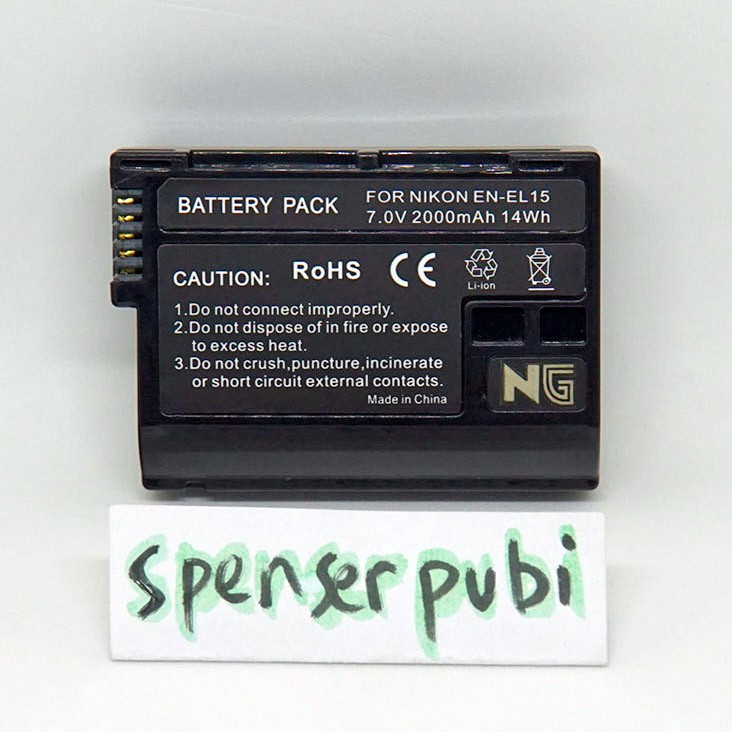 BATTERY PACK
FOR NIKON EN-EL15
7.0V 2000mAh 14Wh
CAUTION: RoHS CE
Li-ion
1.Do not connect improperly.
2.Do not dispose of in fire or expose
to excess heat.
3.Do not crush,puncture,incinerate
or short circuit external contacts.
Made in China
NG
spenser pubi